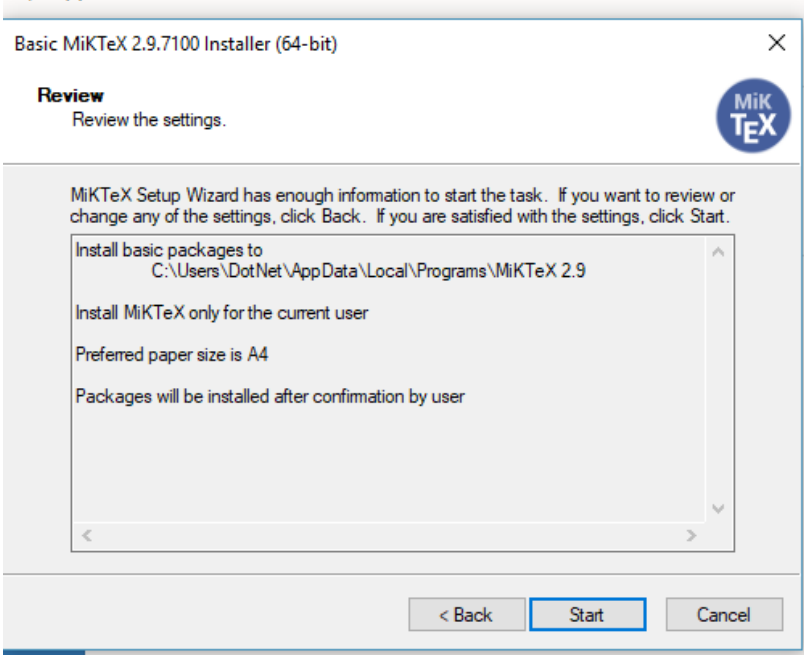 Basic MiKTeX 2.9.7100 Installer (64-bit)
Review
Review the settings.
MiK
TEX
MiKTeX Setup Wizard has enough information to start the task.  If you want to review or
change any of the settings, click Back.  If you are satisfied with the settings, click Start.
Install basic packages to
C:\Users\DotNet\AppData\Local\Programs\MiKTeX 2.9
Install MiKTeX only for the current user
Preferred paper size is A4
Packages will be installed after confirmation by user
< Back
Start
Cancel